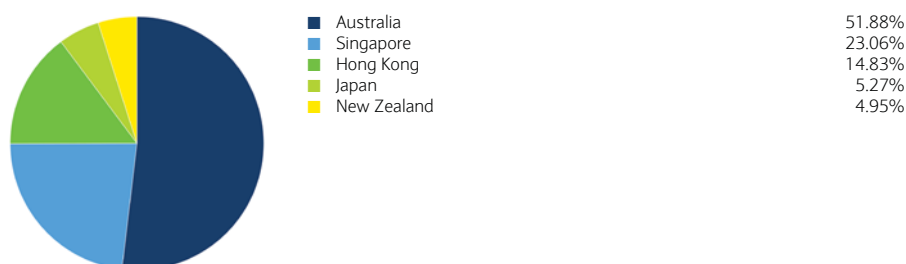 Australia 51.88%
Singapore 23.06%
Hong Kong 14.83%
Japan 5.27%
New Zealand 4.95%